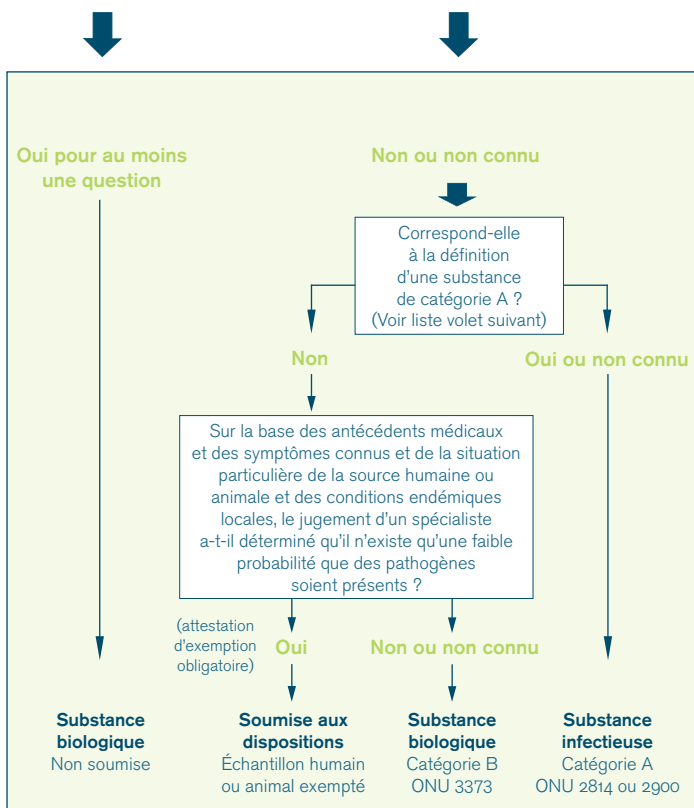 Oui pour au moins
une question
Non ou non connu
Correspond-elle
à la définition
d'une substance
de catégorie A ?
(Voir liste volet suivant)
Non
Oui ou non connu
Sur la base des antécédents médicaux
et des symptômes connus et de la situation
particulière de la source humaine ou
animale et des conditions endémiques
locales, le jugement d'un spécialiste
a-t-il déterminé qu'il n'existe qu'une faible
probabilité que des pathogènes
soient présents ?
(attestation
d'exemption
obligatoire)
Oui
Non ou non connu
Substance
biologique
Non soumise
Soumise aux
dispositions
Échantillon humain
ou animal exempté
Substance
biologique
Catégorie B
ONU 3373
Substance
infectieuse
Catégorie A
ONU 2814 ou 2900